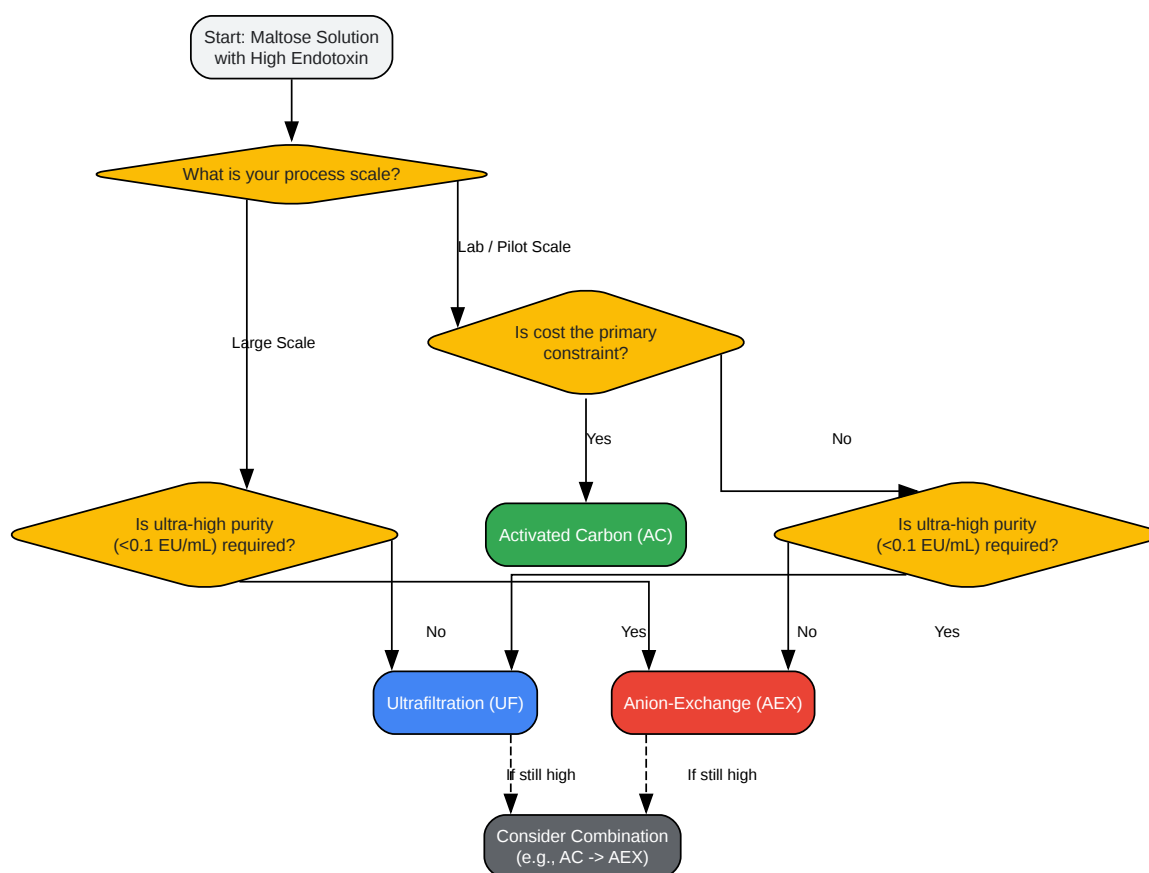 Start: Maltose Solution
with High Endotoxin
What is your process scale?
Lab / Pilot Scale
Large Scale
Is cost the primary
constraint?
Yes
No
Is ultra-high purity
(<0.1 EU/mL) required?
Activated Carbon (AC)
Is ultra-high purity
(<0.1 EU/mL) required?
No
Yes
No
Yes
Ultrafiltration (UF)
Anion-Exchange (AEX)
If still high
If still high
Consider Combination
(e.g., AC -> AEX)